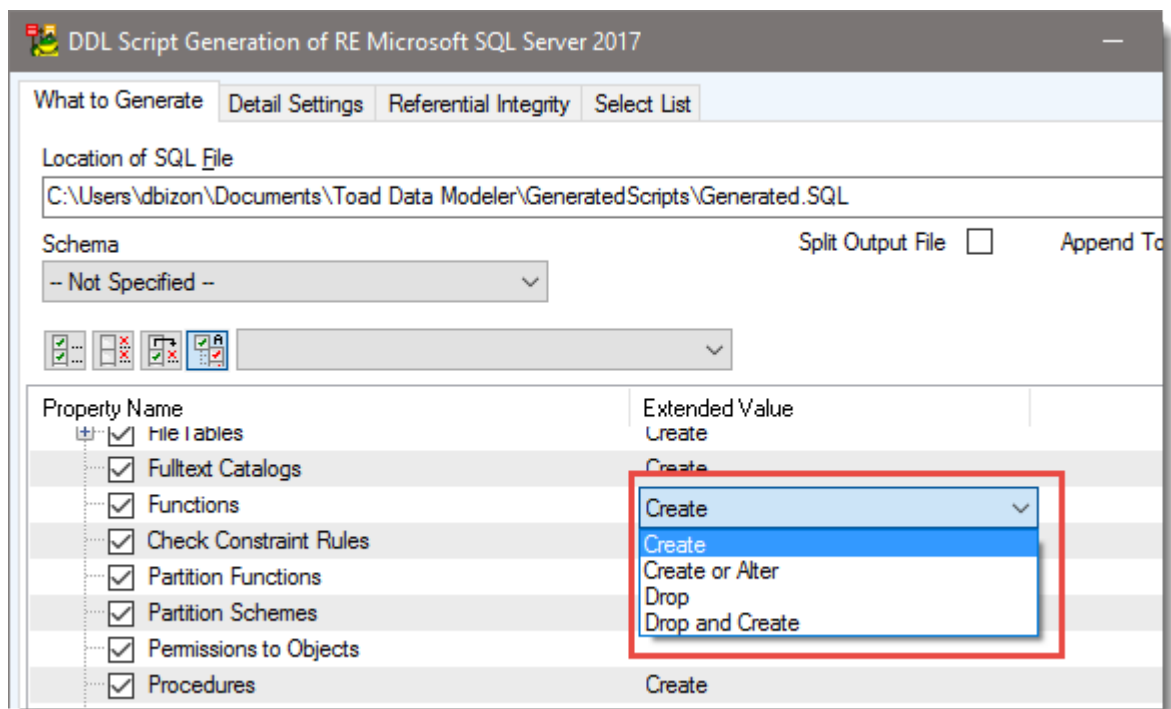 DDL Script Generation of RE Microsoft SQL Server 2017
What to Generate Detail Settings Referential Integrity Select List
Location of SQL File
C:\Users\dbizon\Documents\Toad Data Modeler\GeneratedScripts\Generated.SQL
Schema Split Output File Append To
-- Not Specified --
Property Name Extended Value
File Tables Create
Fulltext Catalogs Create
Functions Create
Check Constraint Rules Create
Partition Functions Create or Alter
Partition Schemes Drop
Drop and Create
Permissions to Objects
Procedures Create